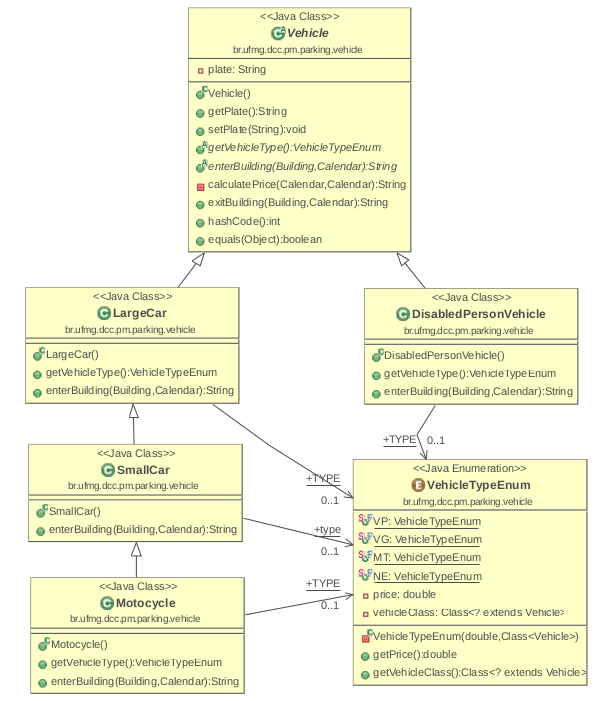 <<Java Class>>
Vehicle
br.ufmg.dcc.pm.parking.vehicle
plate: String
Vehicle()
getPlate():String
setPlate(String):void
getVehicleType():VehicleTypeEnum
enterBuilding(Building,Calendar):String
calculatePrice(Calendar,Calendar):String
exitBuilding(Building,Calendar):String
hashCode():int
equals(Object):boolean
<<Java Class>>
LargeCar
br.ufmg.dcc.pm.parking.vehicle
LargeCar()
getVehicleType():VehicleTypeEnum
enterBuilding(Building,Calendar):String
<<Java Class>>
DisabledPersonVehicle
br.ufmg.dcc.pm.parking.vehicle
DisabledPersonVehicle()
getVehicleType():VehicleTypeEnum
enterBuilding(Building,Calendar):String
+TYPE
0..1
<<Java Class>>
SmallCar
br.ufmg.dcc.pm.parking.vehicle
SmallCar()
enterBuilding(Building,Calendar):String
+TYPE
0..1
+type
0..1
<<Java Class>>
Motocycle
br.ufmg.dcc.pm.parking.vehicle
Motocycle()
getVehicleType():VehicleTypeEnum
enterBuilding(Building,Calendar):String
+TYPE
0..1
<<Java Enumeration>>
VehicleTypeEnum
br.ufmg.dcc.pm.parking.vehicle
VP: VehicleTypeEnum
VG: VehicleTypeEnum
MT: VehicleTypeEnum
NE: VehicleTypeEnum
price: double
vehicleClass: Class<? extends Vehicle>
VehicleTypeEnum(double,Class<Vehicle>)
getPrice():double
getVehicleClass():Class<? extends Vehicle>